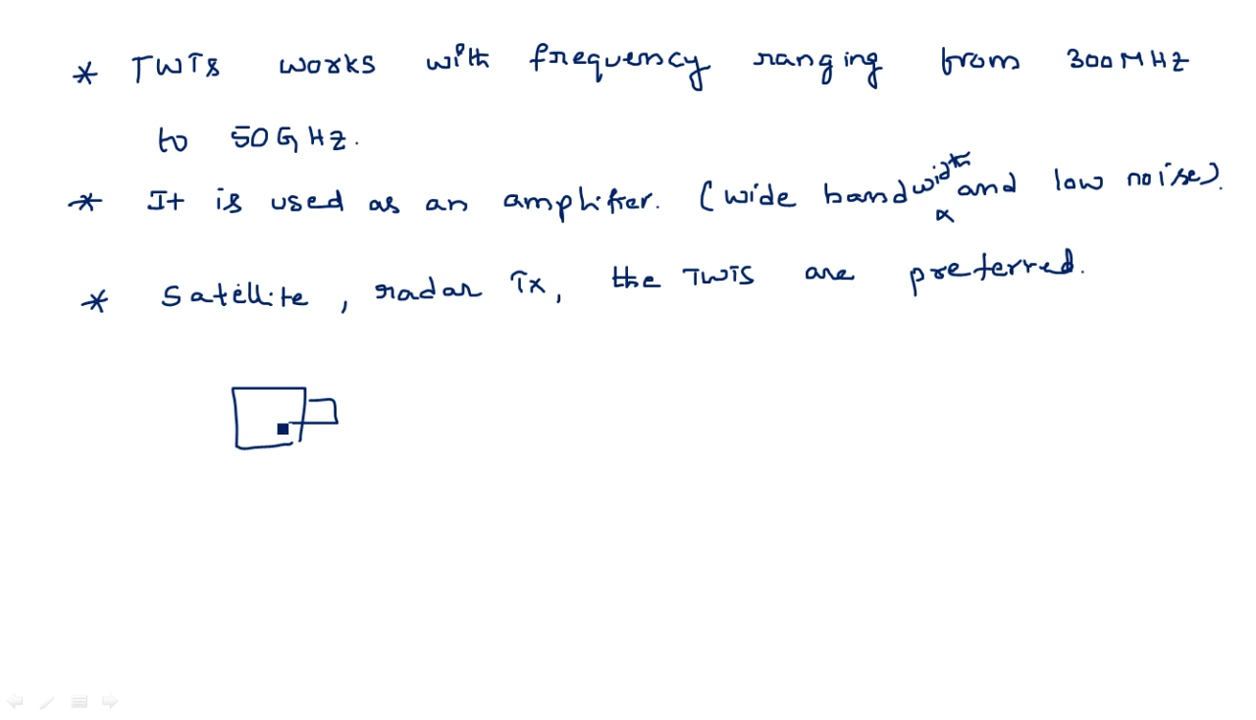 * TWTs works with frequency ranging from 300 MHz
to 50 GHz.
* It is used as an amplifier. (wide bandwidth and low noise).
* Satellite, radar Tx, the TWTS are preferred.